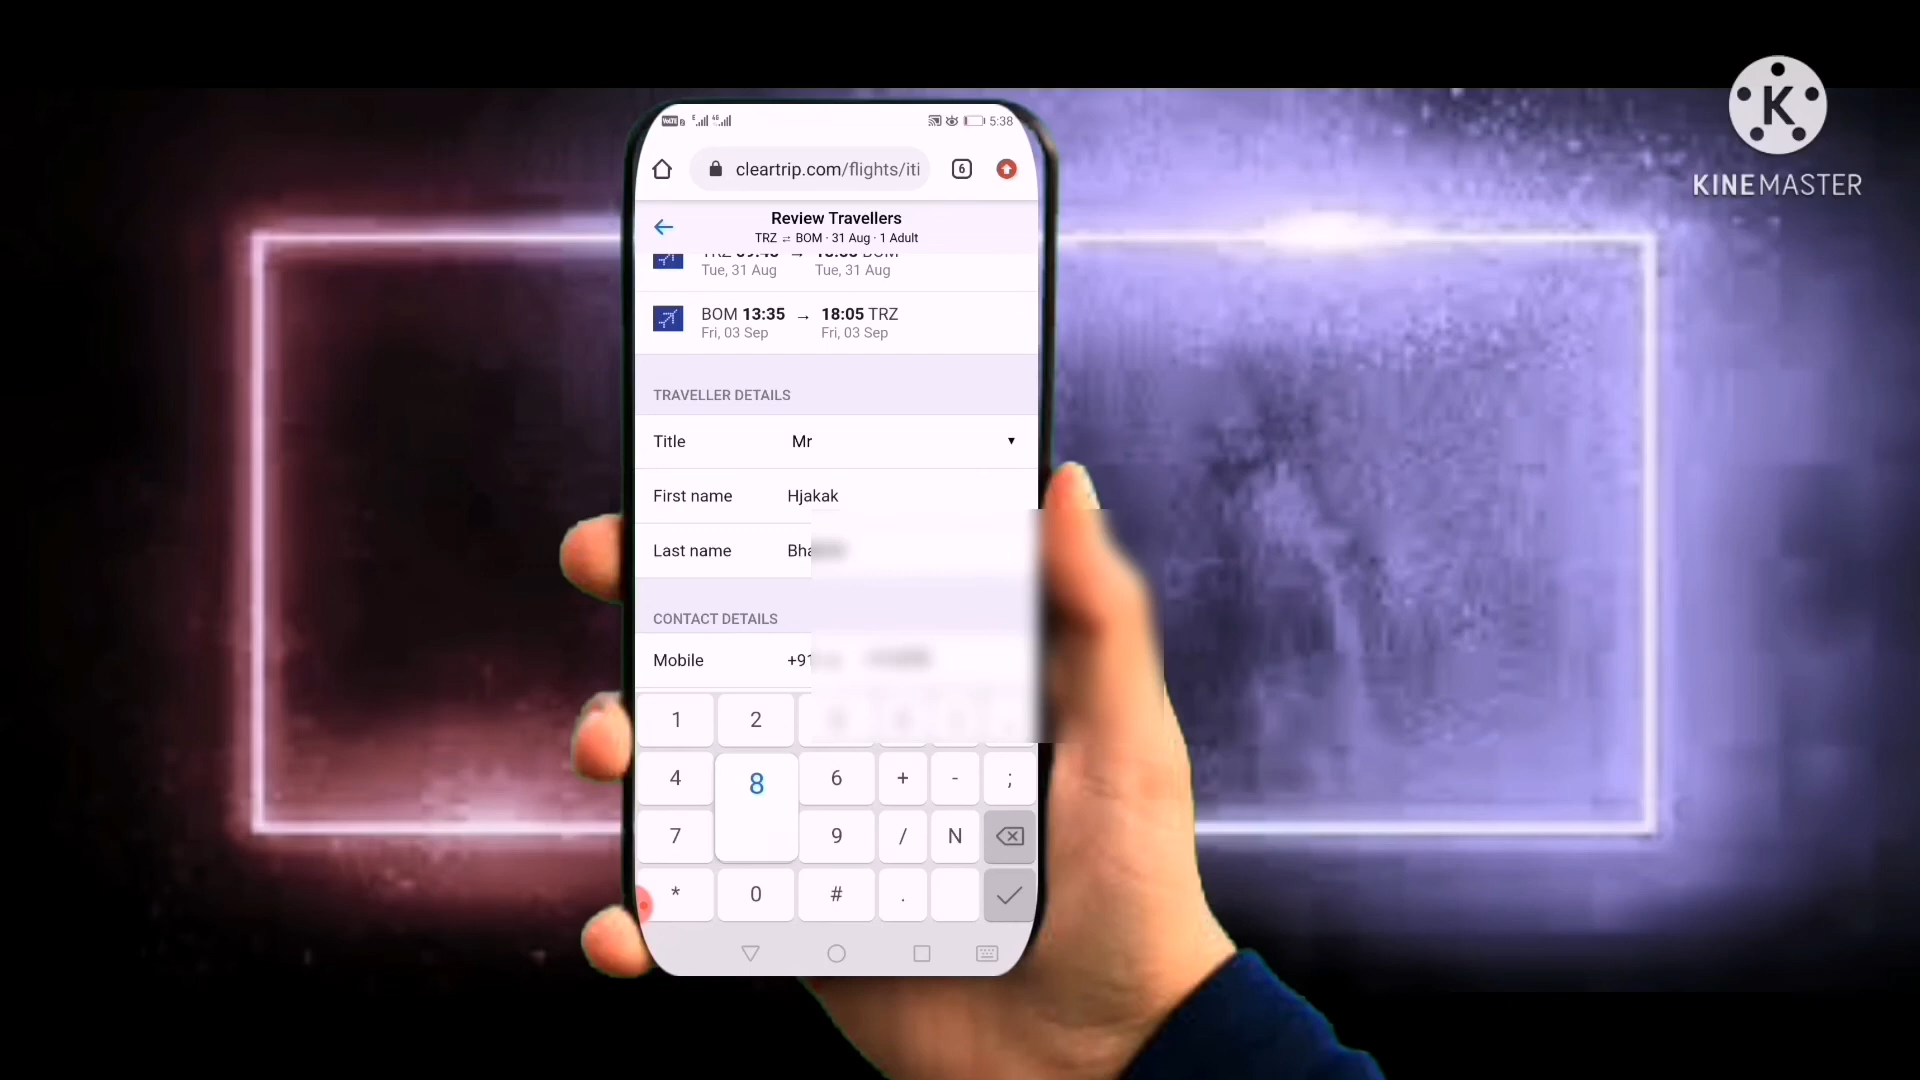 KINEMASTER
5:38
cleartrip.com/flights/iti
6
Review Travellers
TRZ ⇌ BOM · 31 Aug · 1 Adult
Tue, 31 Aug Tue, 31 Aug
BOM 13:35 → 18:05 TRZ
Fri, 03 Sep Fri, 03 Sep
TRAVELLER DETAILS
Title Mr
First name Hjakak
Last name
CONTACT DETAILS
Mobile +91
1 2
4 8 6 + - ;
7 9 / N
* 0 # .